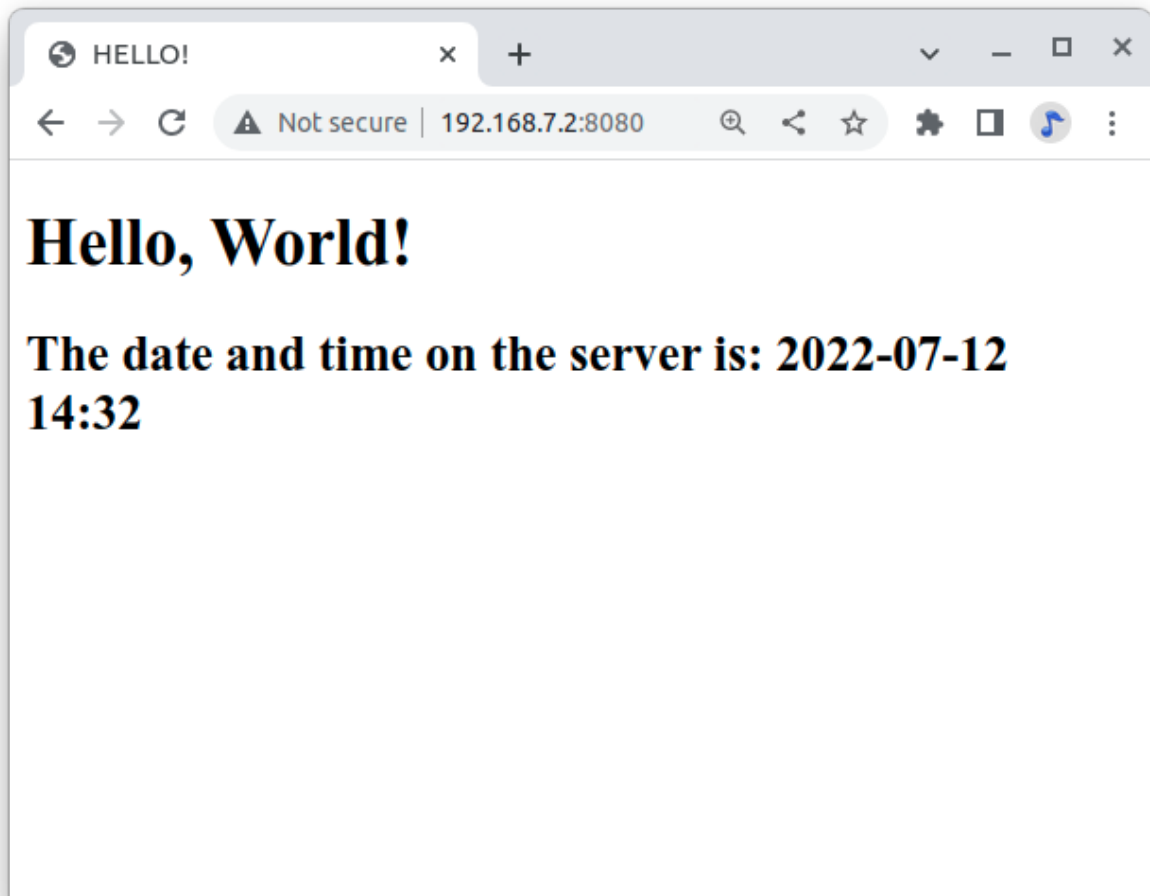 HELLO!
Not secure | 192.168.7.2:8080
Hello, World!
The date and time on the server is: 2022-07-12
14:32